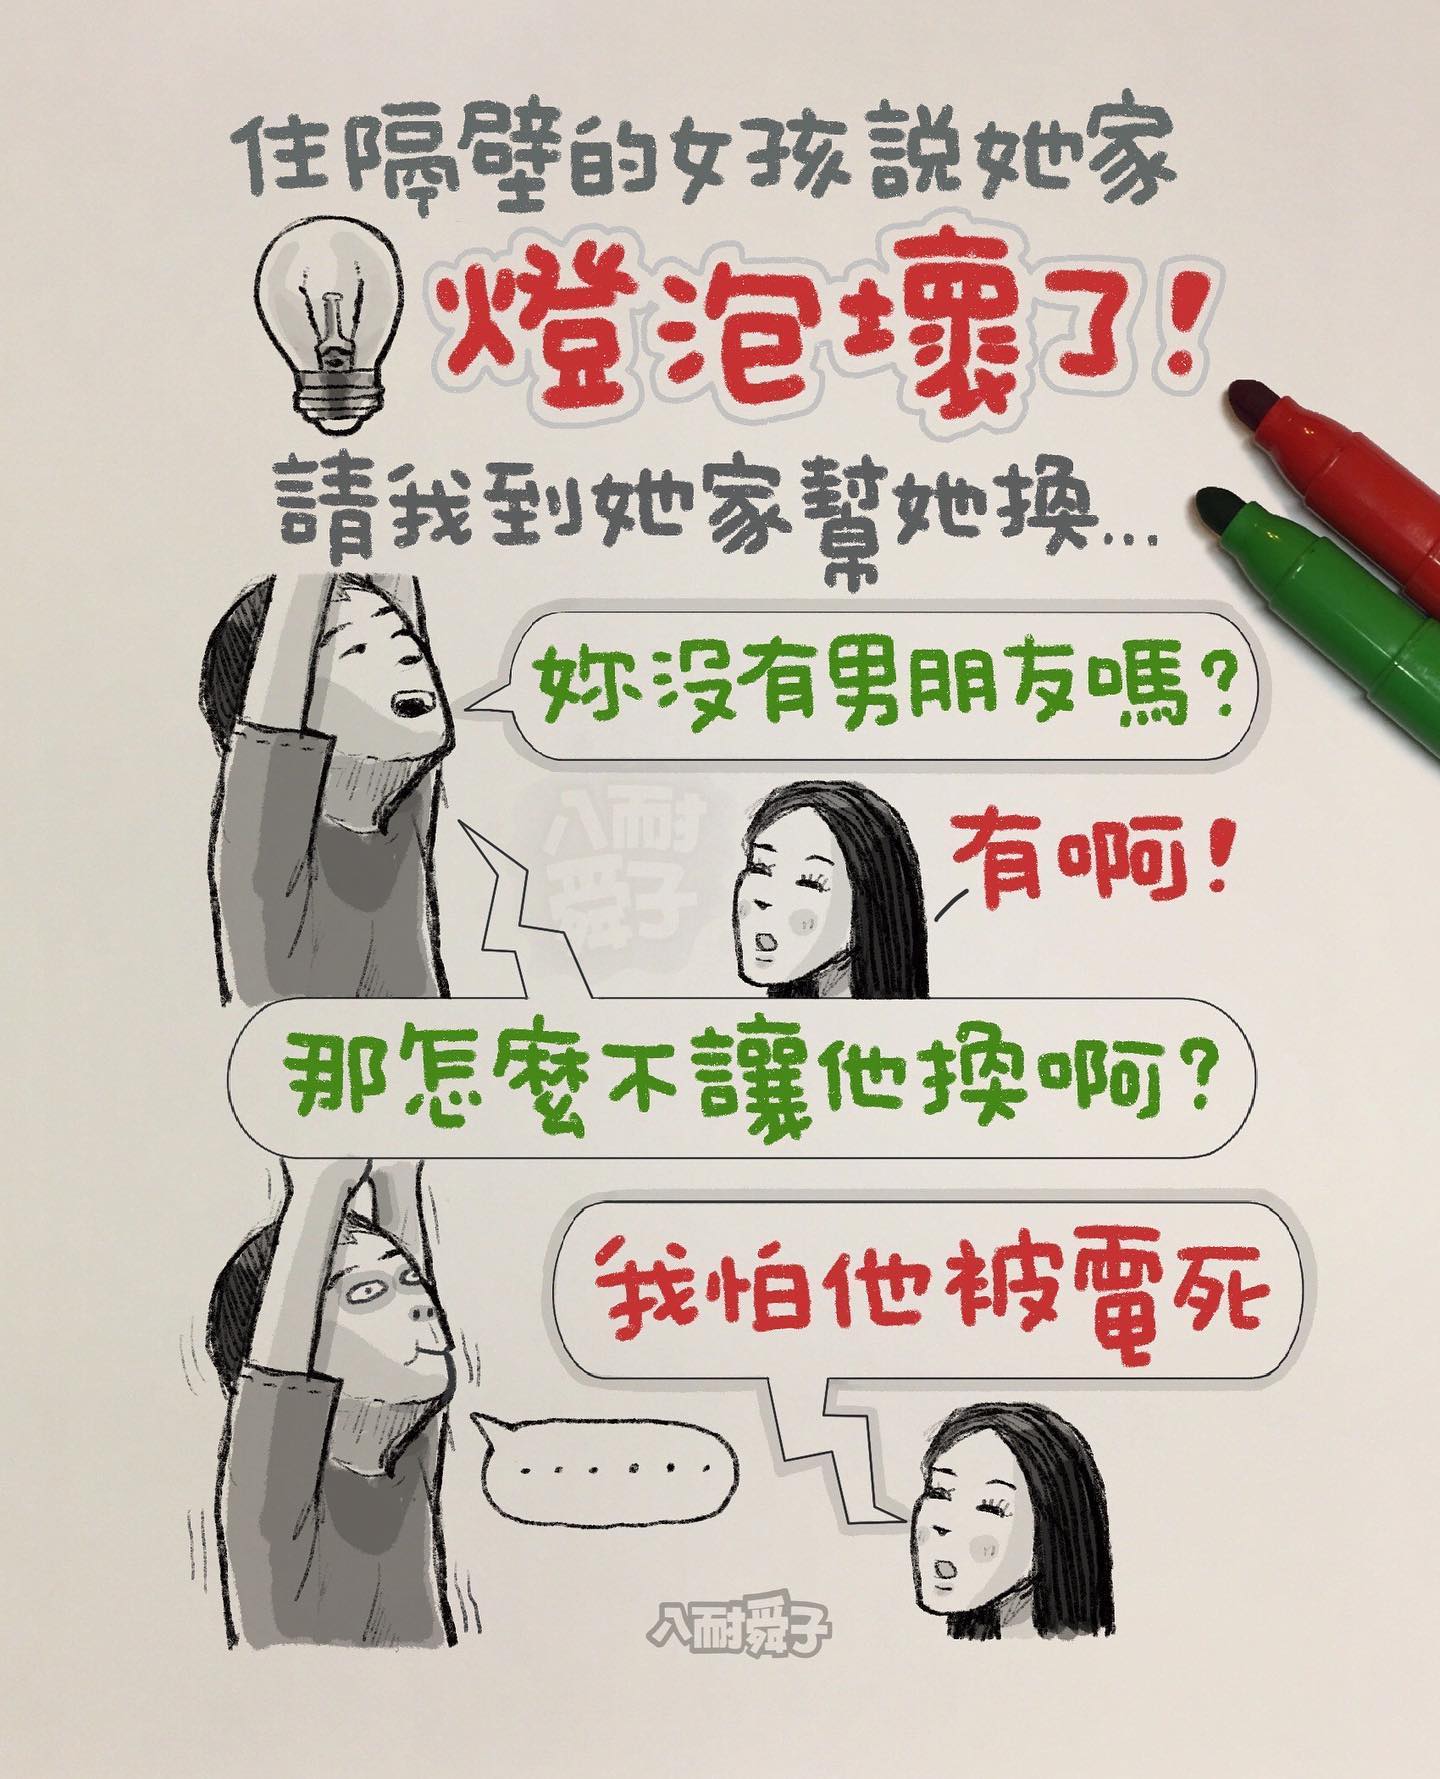 住隔壁的女孩說她家
燈泡壞了!
請我到她家幫她換...
妳沒有男朋友嗎?
八耐
舜子
有啊!
那怎麼不讓他換啊?
我怕他被電死
......
八耐舜子